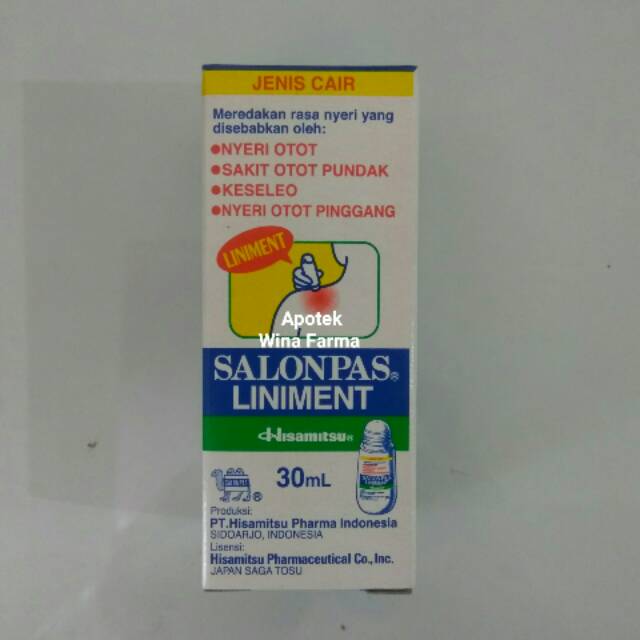 JENIS CAIR
Meredakan rasa nyeri yang
disebabkan oleh:
●NYERI OTOT
●SAKIT OTOT PUNDAK
●KESELEO
●NYERI OTOT PINGGANG
LINIMENT
Apotek
Wina Farma
SALONPAS®
LINIMENT
Hisamitsu®
30mL
®
Produksi:
PT.Hisamitsu Pharma Indonesia
SIDOARJO, INDONESIA
Lisensi:
Hisamitsu Pharmaceutical Co., Inc.
JAPAN SAGA TOSU